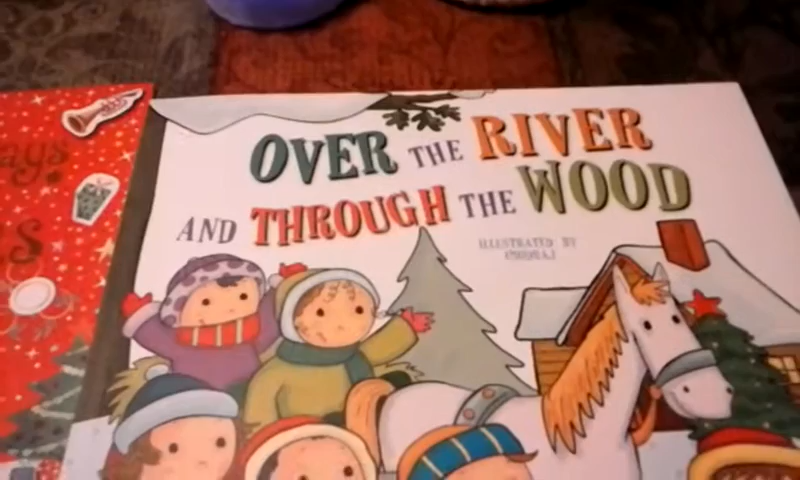 OVER THE RIVER
AND THROUGH THE WOOD
ILLUSTRATED BY